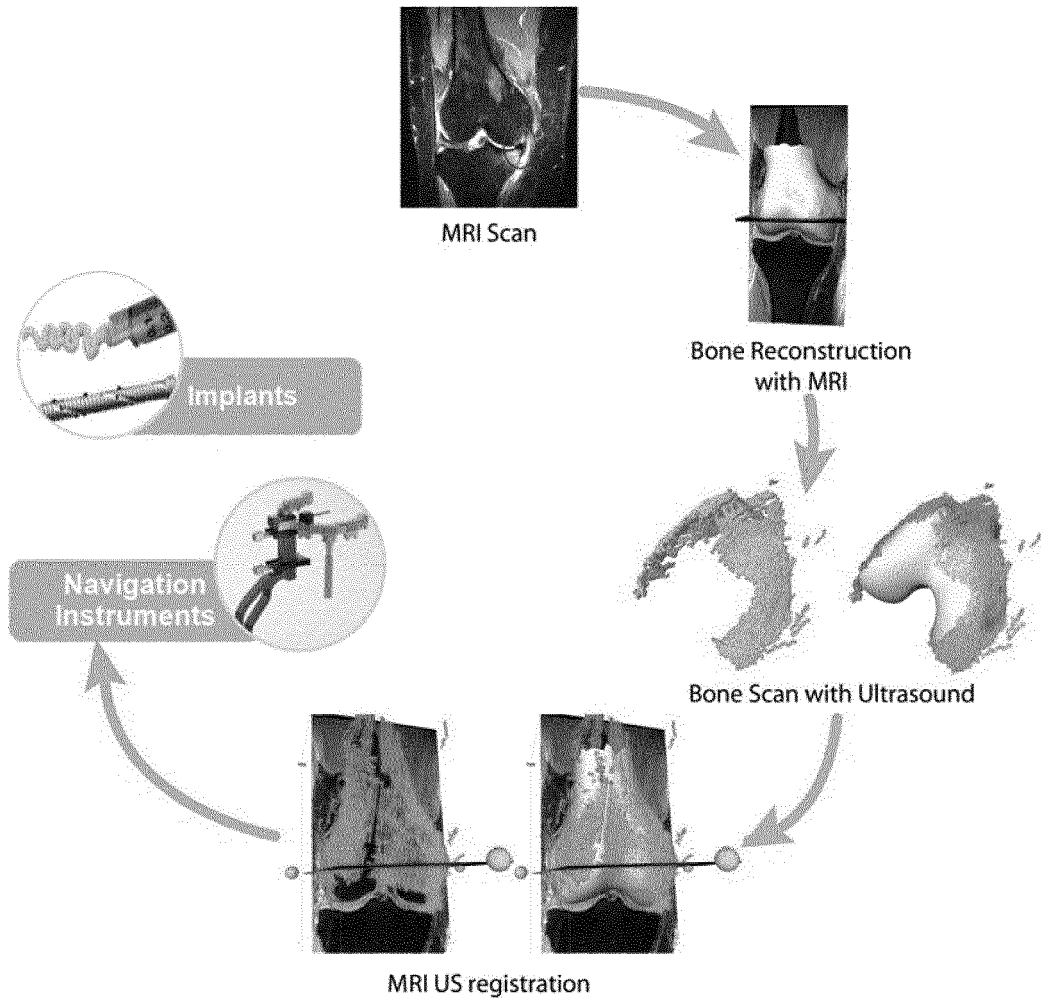 MRI Scan
Bone Reconstruction
with MRI
Implants
Navigation
Instruments
Bone Scan with Ultrasound
MRI US registration